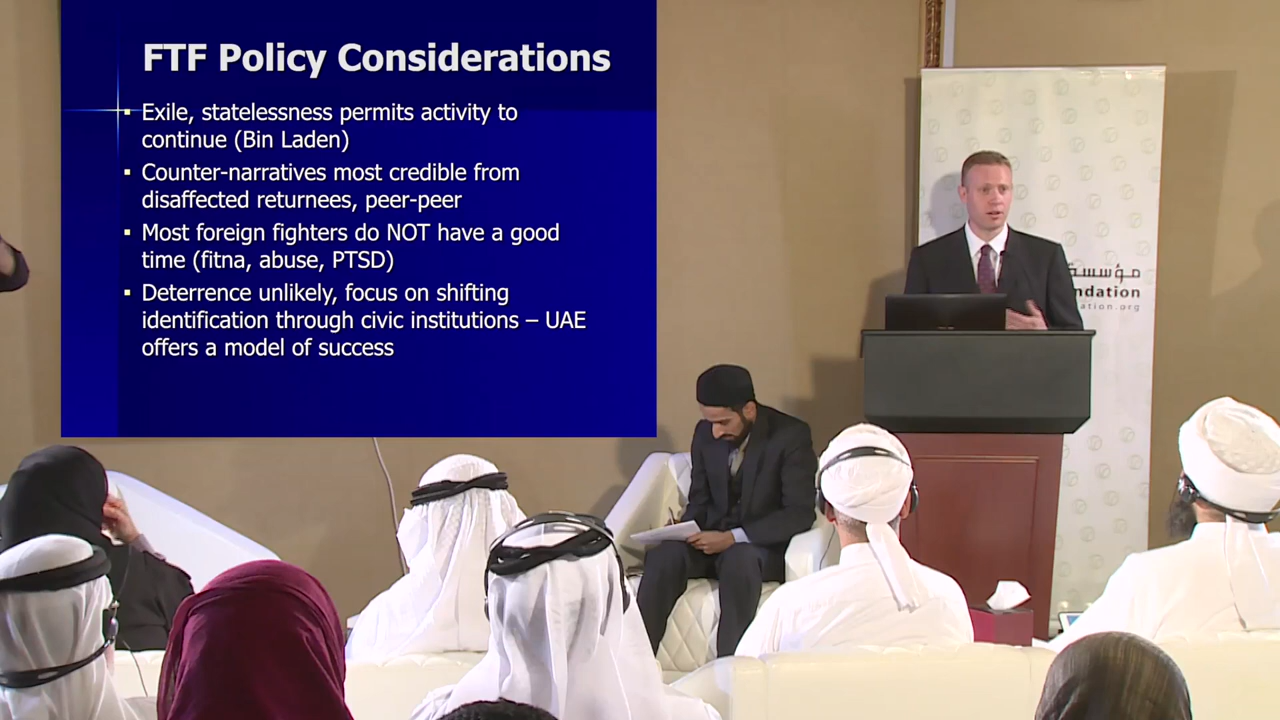 FTF Policy Considerations
▪ Exile, statelessness permits activity to
continue (Bin Laden)
▪ Counter-narratives most credible from
disaffected returnees, peer-peer
▪ Most foreign fighters do NOT have a good
time (fitna, abuse, PTSD)
▪ Deterrence unlikely, focus on shifting
identification through civic institutions – UAE
offers a model of success
مؤسسة
ndation
ation.org